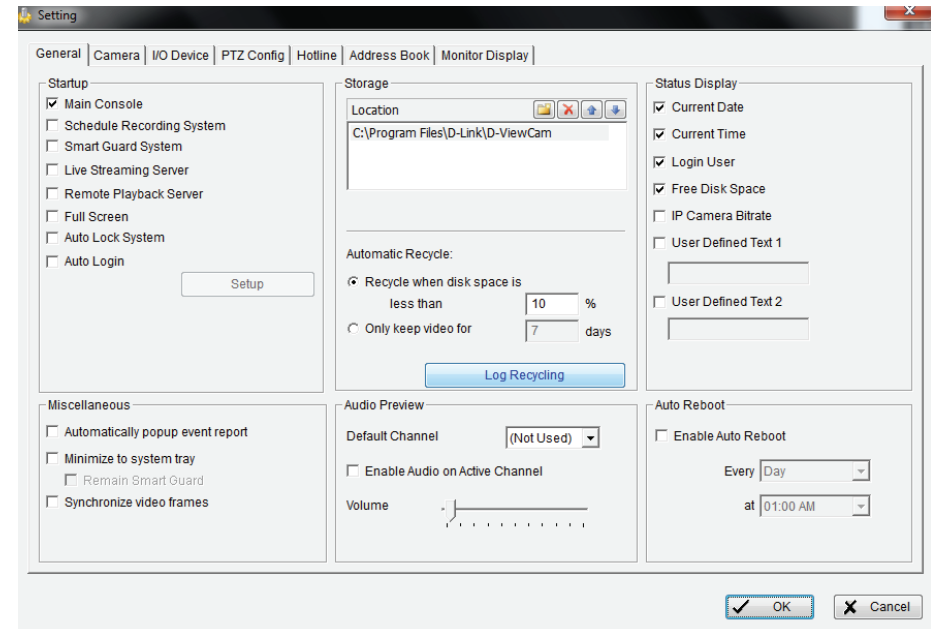 Setting
General Camera I/O Device PTZ Config Hotline Address Book Monitor Display
Startup
Main Console
Schedule Recording System
Smart Guard System
Live Streaming Server
Remote Playback Server
Full Screen
Auto Lock System
Auto Login
Setup
Storage
Location
C:\Program Files\D-Link\D-ViewCam
Automatic Recycle:
Recycle when disk space is
less than 10 %
Only keep video for 7 days
Log Recycling
Status Display
Current Date
Current Time
Login User
Free Disk Space
IP Camera Bitrate
User Defined Text 1
User Defined Text 2
Miscellaneous
Automatically popup event report
Minimize to system tray
Remain Smart Guard
Synchronize video frames
Audio Preview
Default Channel (Not Used)
Enable Audio on Active Channel
Volume
Auto Reboot
Enable Auto Reboot
Every Day
at 01:00 AM
OK Cancel